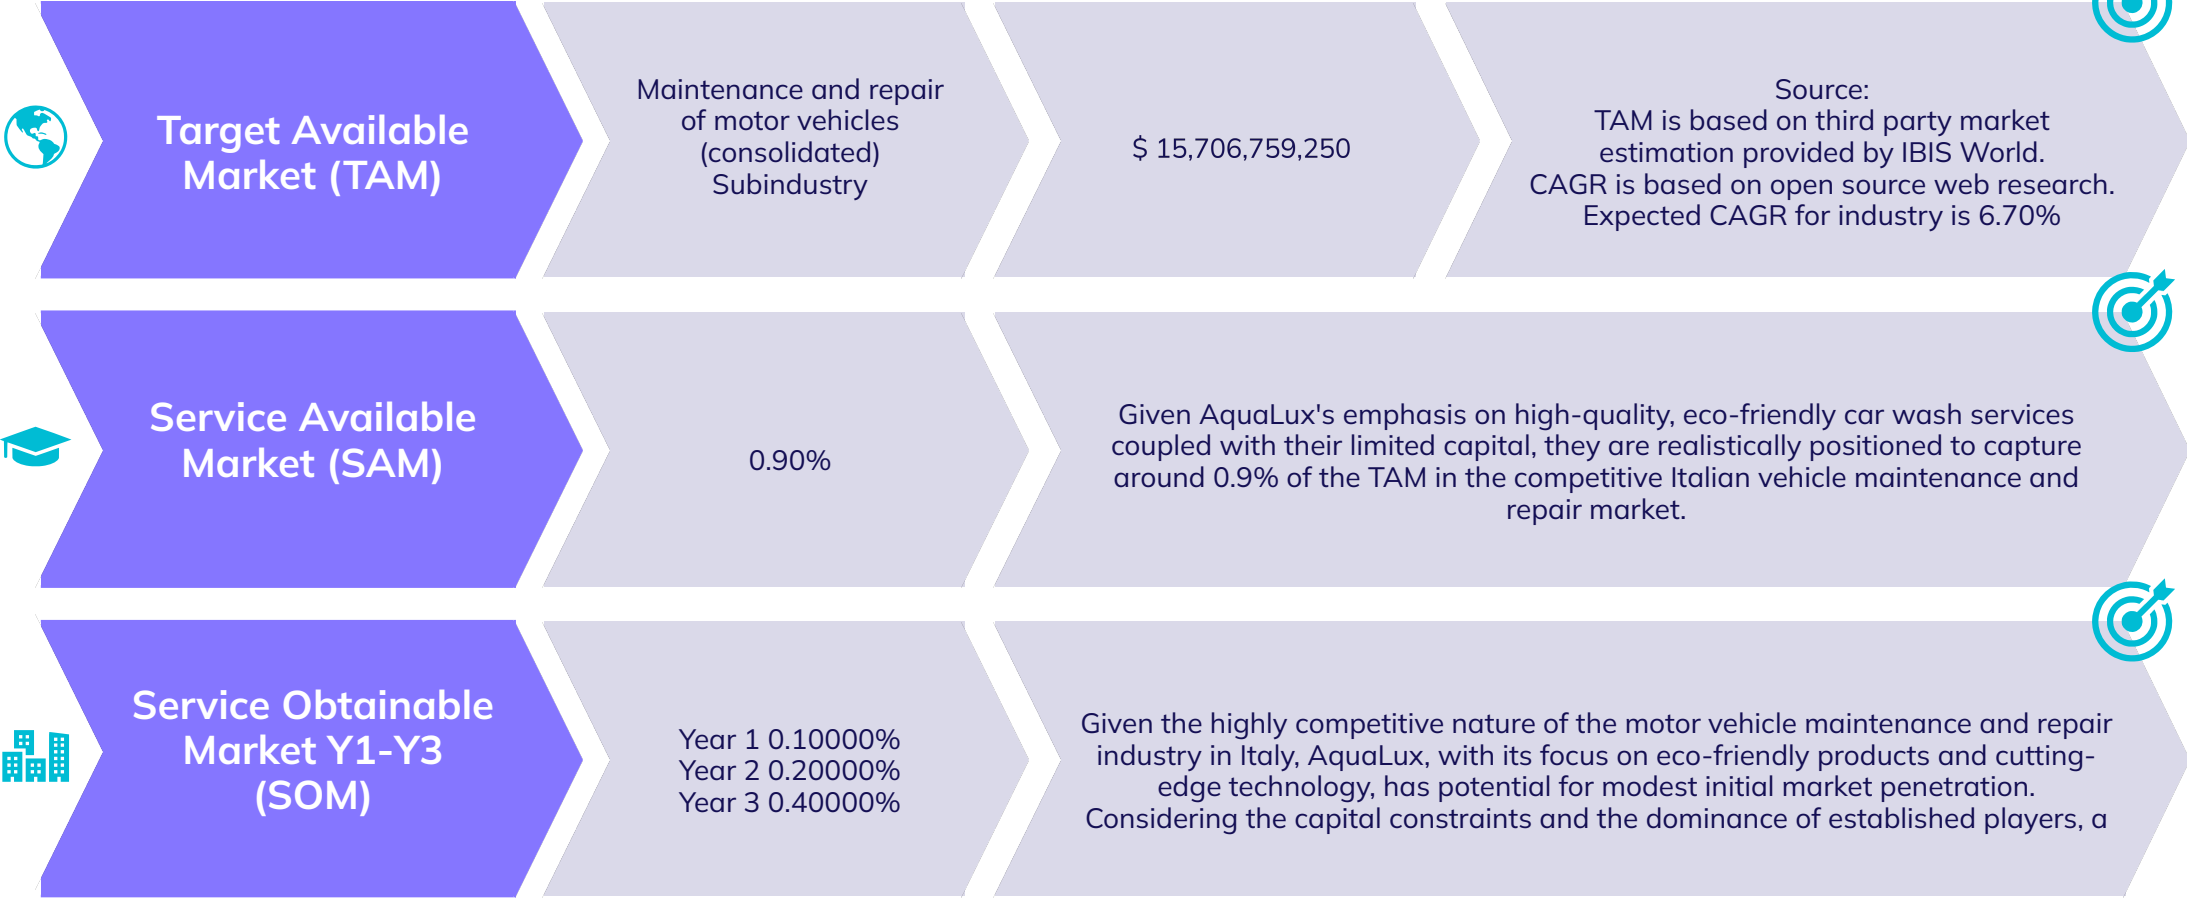 Target Available
Market (TAM)
Maintenance and repair
of motor vehicles
(consolidated)
Subindustry
$ 15,706,759,250
Source:
TAM is based on third party market
estimation provided by IBIS World.
CAGR is based on open source web research.
Expected CAGR for industry is 6.70%
Service Available
Market (SAM)
0.90%
Given AquaLux's emphasis on high-quality, eco-friendly car wash services
coupled with their limited capital, they are realistically positioned to capture
around 0.9% of the TAM in the competitive Italian vehicle maintenance and
repair market.
Service Obtainable
Market Y1-Y3
(SOM)
Year 1 0.10000%
Year 2 0.20000%
Year 3 0.40000%
Given the highly competitive nature of the motor vehicle maintenance and repair
industry in Italy, AquaLux, with its focus on eco-friendly products and cutting-
edge technology, has potential for modest initial market penetration.
Considering the capital constraints and the dominance of established players, a